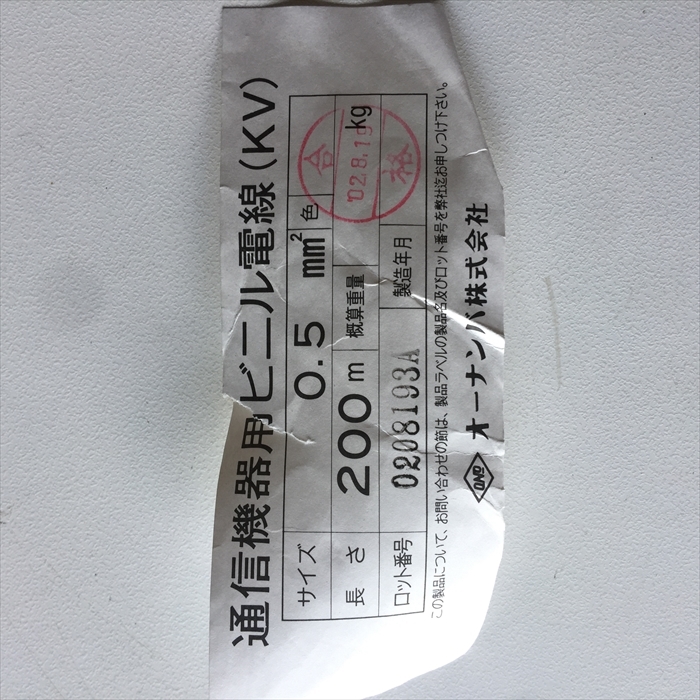 通信機器用ビニル電線(KV)
サイズ 0.5 mm² 色
長さ 200m 概算重量 kg
ロット番号 0208193A 製造年月
合
'02.8.19
格
この製品について、お問い合わせの節は、製品ラベルの製品名及びロット番号を弊社迄お申しつけ下さい。
ONB オーナンバ株式会社